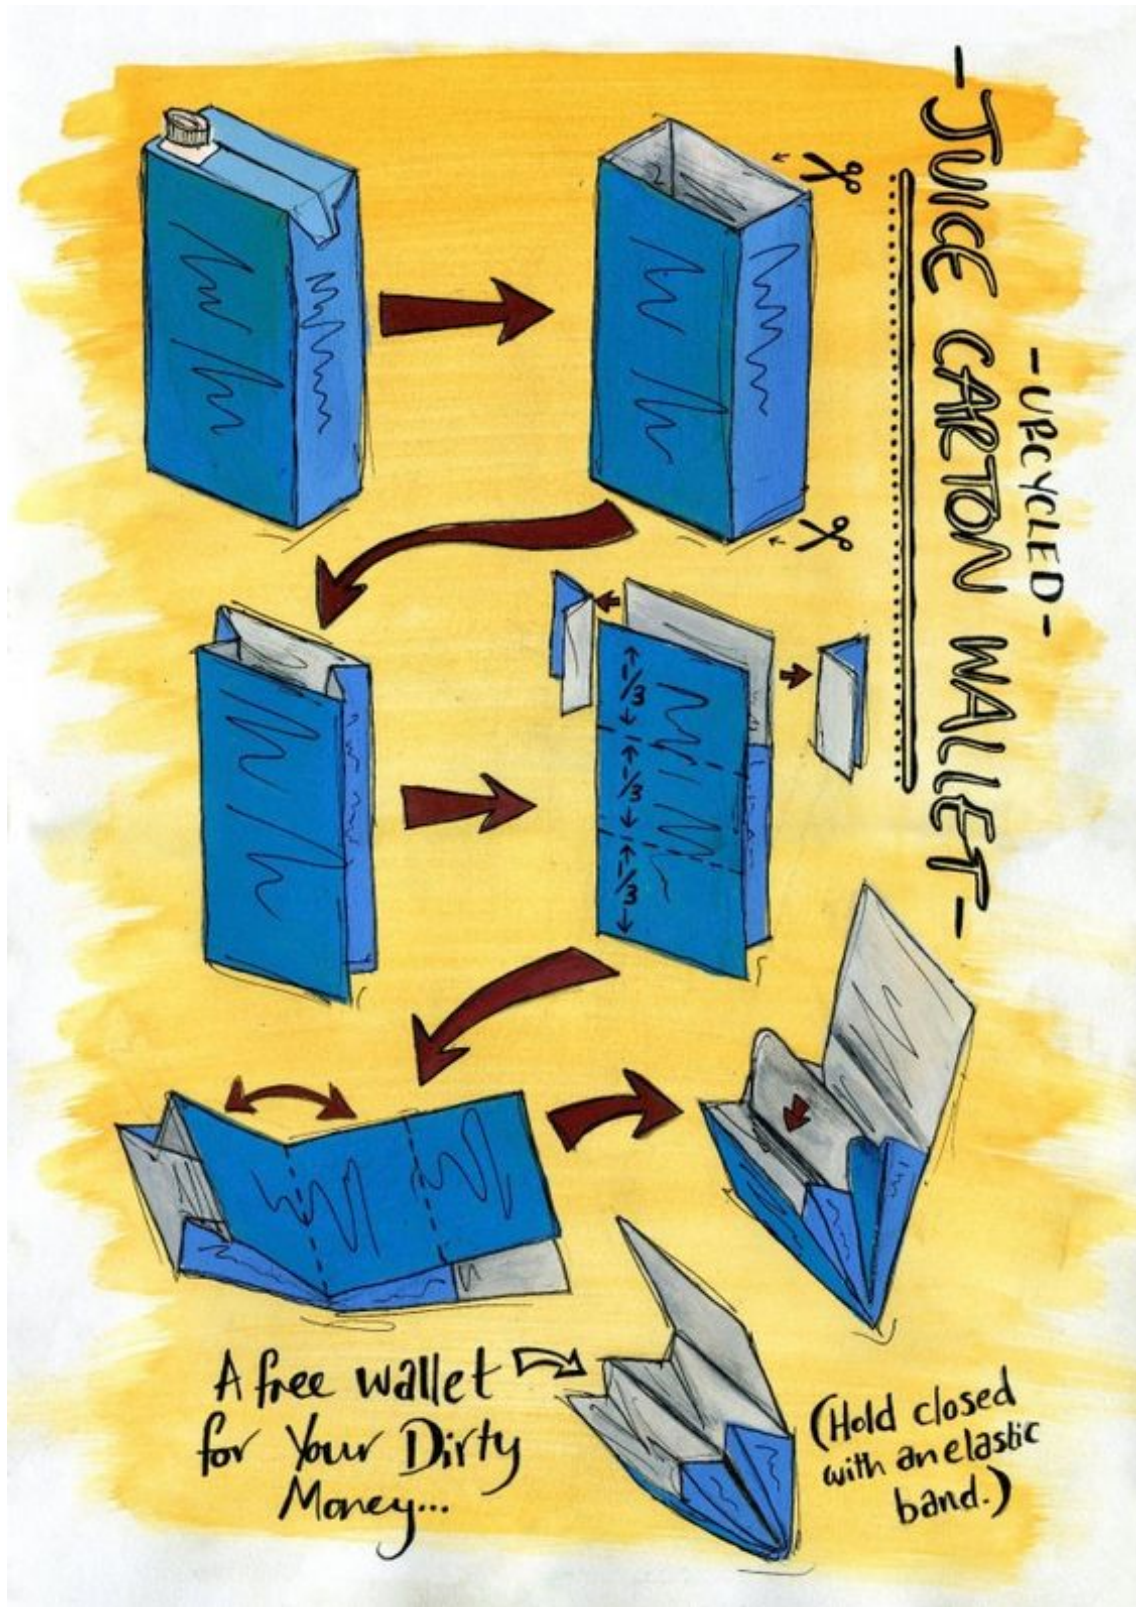 - JUICE CARTON WALLET -
- UPCYCLED -
1/3
1/3
1/3
A free wallet
for Your Dirty
Money...
(Hold closed
with an elastic
band.)